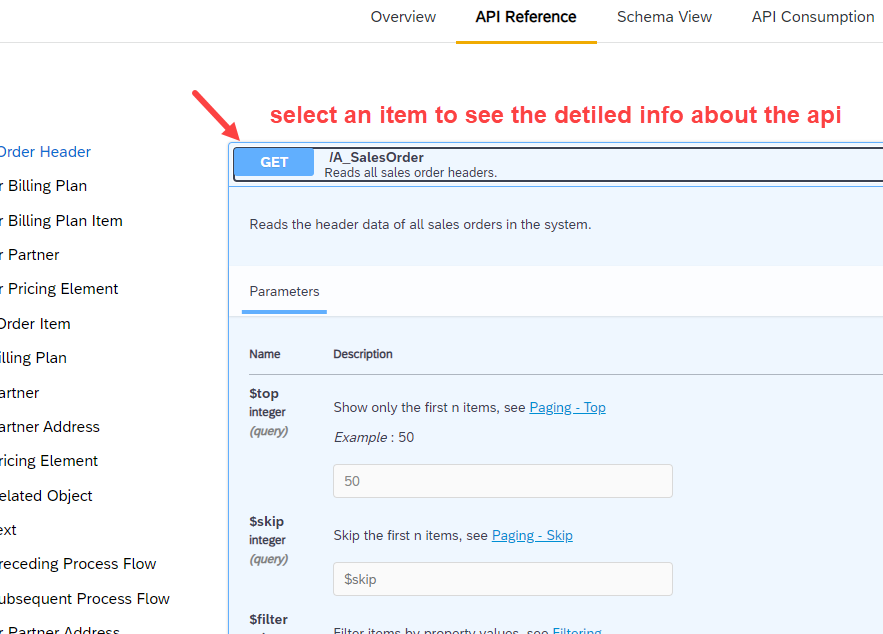 Overview API Reference Schema View API Consumption
select an item to see the detiled info about the api
Order Header
r Billing Plan
r Billing Plan Item
r Partner
r Pricing Element
Order Item
illing Plan
artner
artner Address
ricing Element
elated Object
ext
receding Process Flow
ubsequent Process Flow
r Partner Address
GET /A_SalesOrder
Reads all sales order headers.
Reads the header data of all sales orders in the system.
Parameters
Name Description
$top
integer
(query)
Show only the first n items, see Paging - Top
Example : 50
50
$skip
integer
(query)
Skip the first n items, see Paging - Skip
$skip
$filter
Filter items by property values, see Filtering